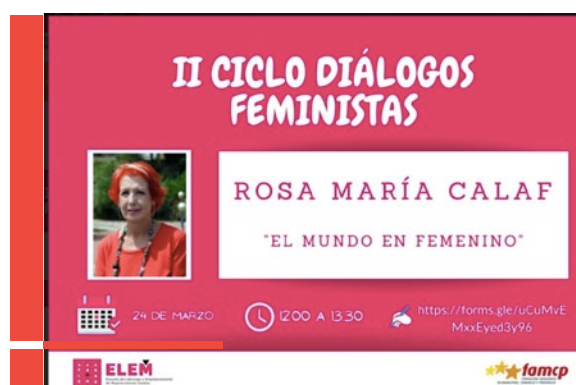 II CICLO DIÁLOGOS
FEMINISTAS
ROSA MARÍA CALAF
"EL MUNDO EN FEMENINO"
24 DE MARZO
12:00 A 13:30
https://forms.gle/uCuMvE
MxxEyed3y96
ELEM
famcp